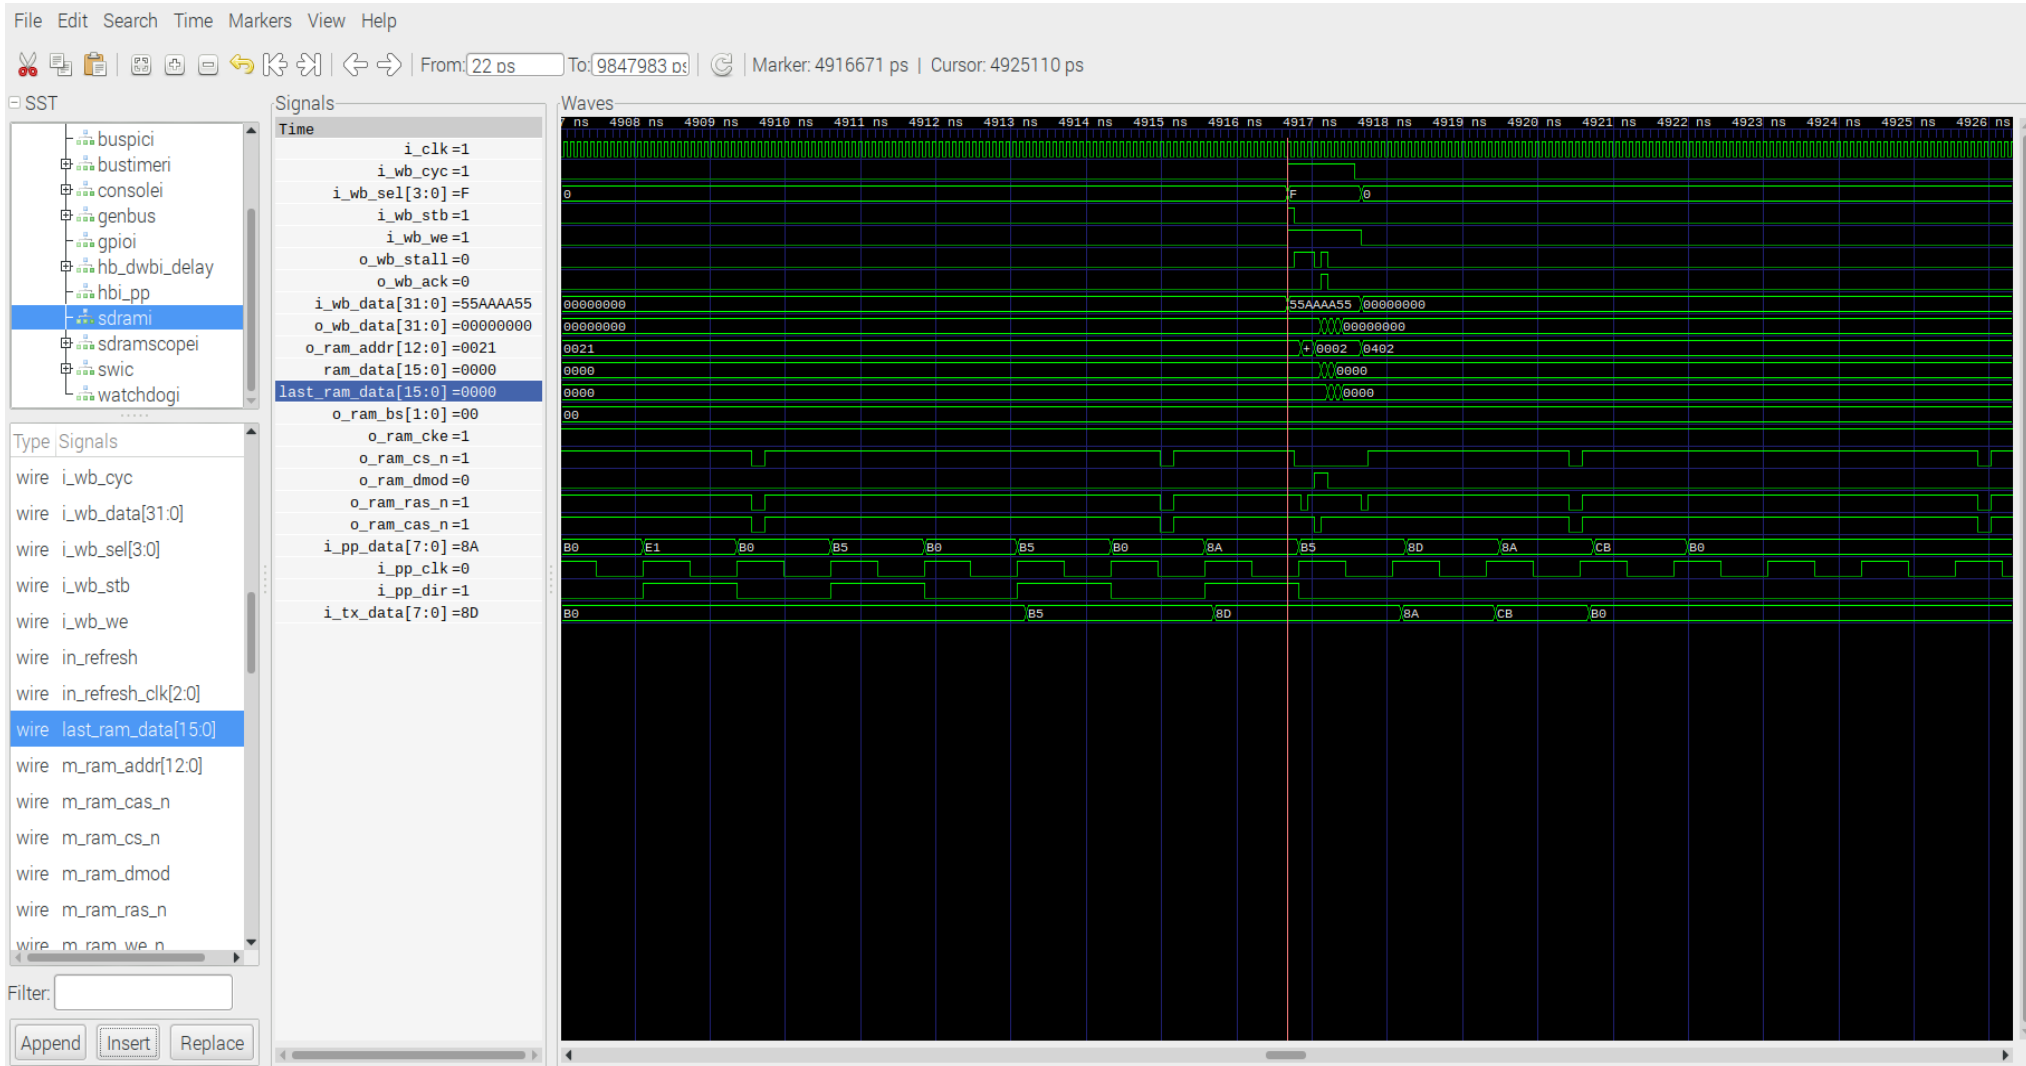 File Edit Search Time Markers View Help
From: 22 ps To: 9847983 ps Marker: 4916671 ps | Cursor: 4925110 ps
SST
buspici
bustimeri
consolei
genbus
gpioi
hb_dwbi_delay
hbi_pp
sdrami
sdramscopei
swic
watchdogi
Type Signals
wire i_wb_cyc
wire i_wb_data[31:0]
wire i_wb_sel[3:0]
wire i_wb_stb
wire i_wb_we
wire in_refresh
wire in_refresh_clk[2:0]
wire last_ram_data[15:0]
wire m_ram_addr[12:0]
wire m_ram_cas_n
wire m_ram_cs_n
wire m_ram_dmod
wire m_ram_ras_n
wire m_ram_we_n
Filter:
Append Insert Replace
Signals
Time
i_clk=1
i_wb_cyc=1
i_wb_sel[3:0]=F
i_wb_stb=1
i_wb_we=1
o_wb_stall=0
o_wb_ack=0
i_wb_data[31:0]=55AAAA55
o_wb_data[31:0]=00000000
o_ram_addr[12:0]=0021
ram_data[15:0]=0000
last_ram_data[15:0]=0000
o_ram_bs[1:0]=00
o_ram_cke=1
o_ram_cs_n=1
o_ram_dmod=0
o_ram_ras_n=1
o_ram_cas_n=1
i_pp_data[7:0]=8A
i_pp_clk=0
i_pp_dir=1
i_tx_data[7:0]=8D
Waves
7 ns 4908 ns 4909 ns 4910 ns 4911 ns 4912 ns 4913 ns 4914 ns 4915 ns 4916 ns 4917 ns 4918 ns 4919 ns 4920 ns 4921 ns 4922 ns 4923 ns 4924 ns 4925 ns 4926 ns
0 F 0
00000000 55AAAA55 00000000
00000000 00000000
0021 + 0002 0402
0000 0000
0000 0000
00
B0 E1 B0 B5 B0 B5 B0 8A B5 8D 8A CB B0
B0 B5 8D 8A CB B0